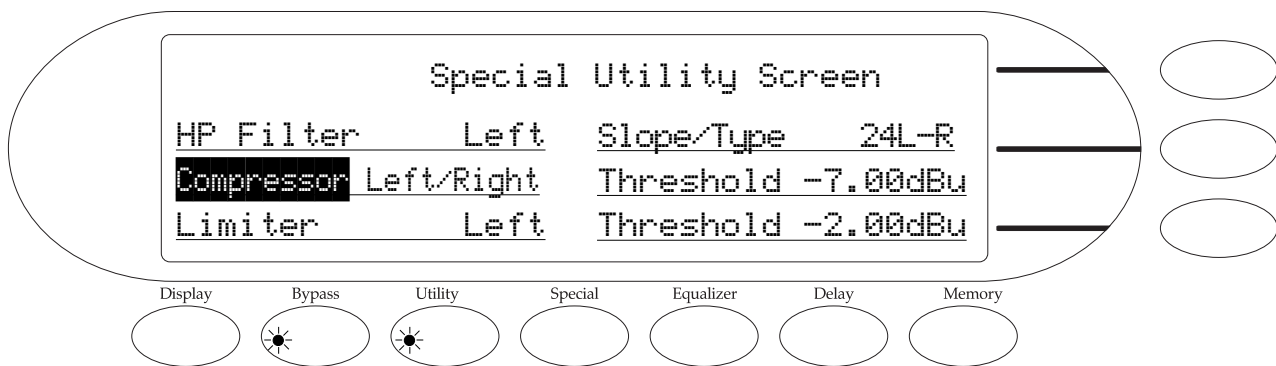 Special Utility Screen
HP Filter Left Slope/Type 24L-R
Compressor Left/Right Threshold -7.00dBu
Limiter Left Threshold -2.00dBu
Display Bypass Utility Special Equalizer Delay Memory